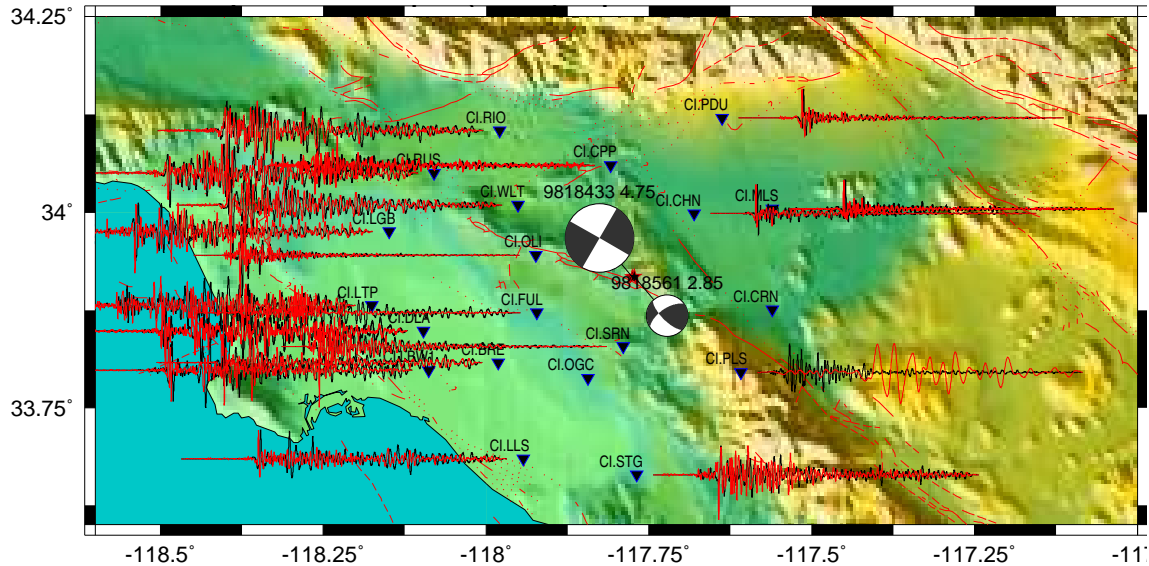 34.25°
CI.PDU
CI.RIO
CI.CPP
CI.RUS
9818433 4.75
CI.WLT
CI.MLS
CI.CHN
34°
CI.LGB
CI.OLI
9818561 2.85
CI.LTP
CI.FUL
CI.CRN
CI.DLA
CI.SRN
CI.BRE
CI.PLS
CI.OGC
33.75°
CI.LLS
CI.STG
-118.5° -118.25° -118° -117.75° -117.5° -117.25°